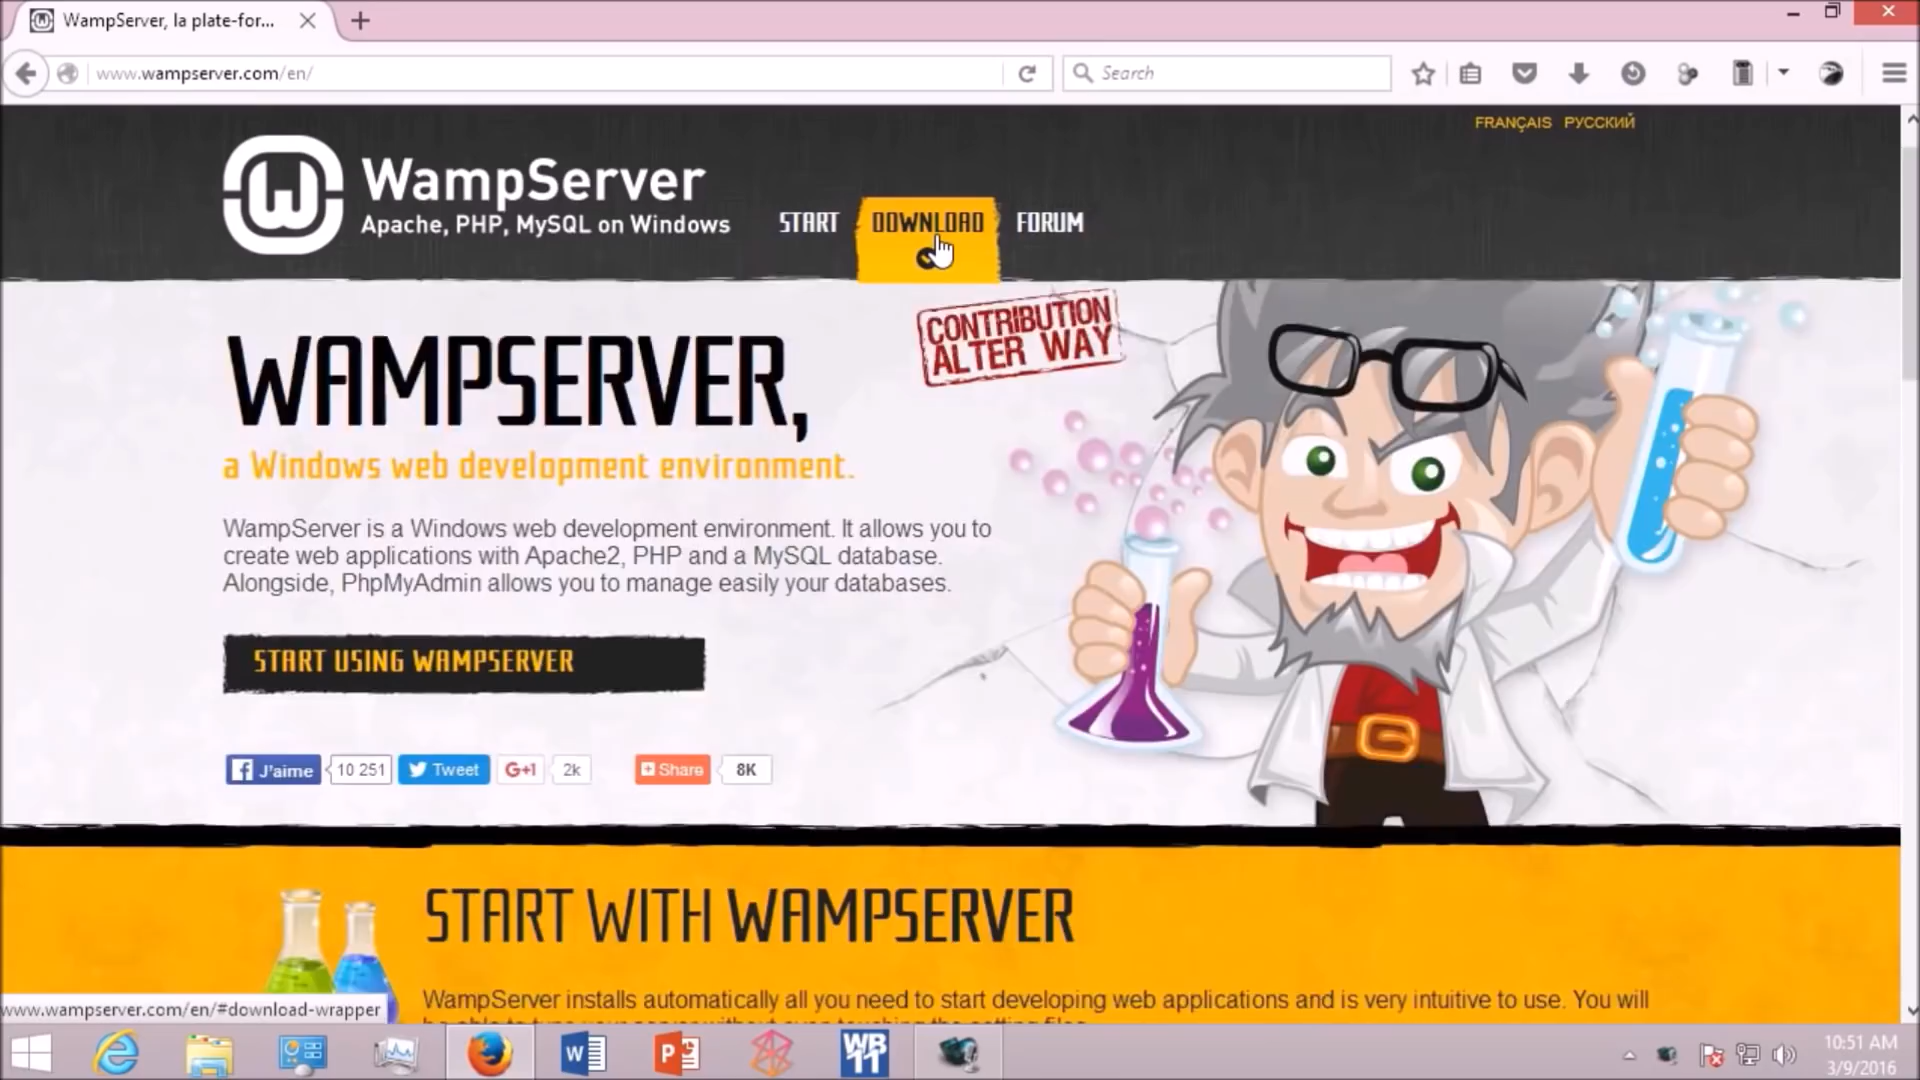 WampServer, la plate-for...
www.wampserver.com/en/
Search
FRANÇAIS РУССКИЙ
WampServer
Apache, PHP, MySQL on Windows
START DOWNLOAD FORUM
CONTRIBUTION
ALTER WAY
WAMPSERVER,
a Windows web development environment.
WampServer is a Windows web development environment. It allows you to
create web applications with Apache2, PHP and a MySQL database.
Alongside, PhpMyAdmin allows you to manage easily your databases.
START USING WAMPSERVER
J'aime 10 251 Tweet G+1 2k Share 8K
START WITH WAMPSERVER
WampServer installs automatically all you need to start developing web applications and is very intuitive to use. You will
www.wampserver.com/en/#download-wrapper
WB
11
10:51 AM
3/9/2016